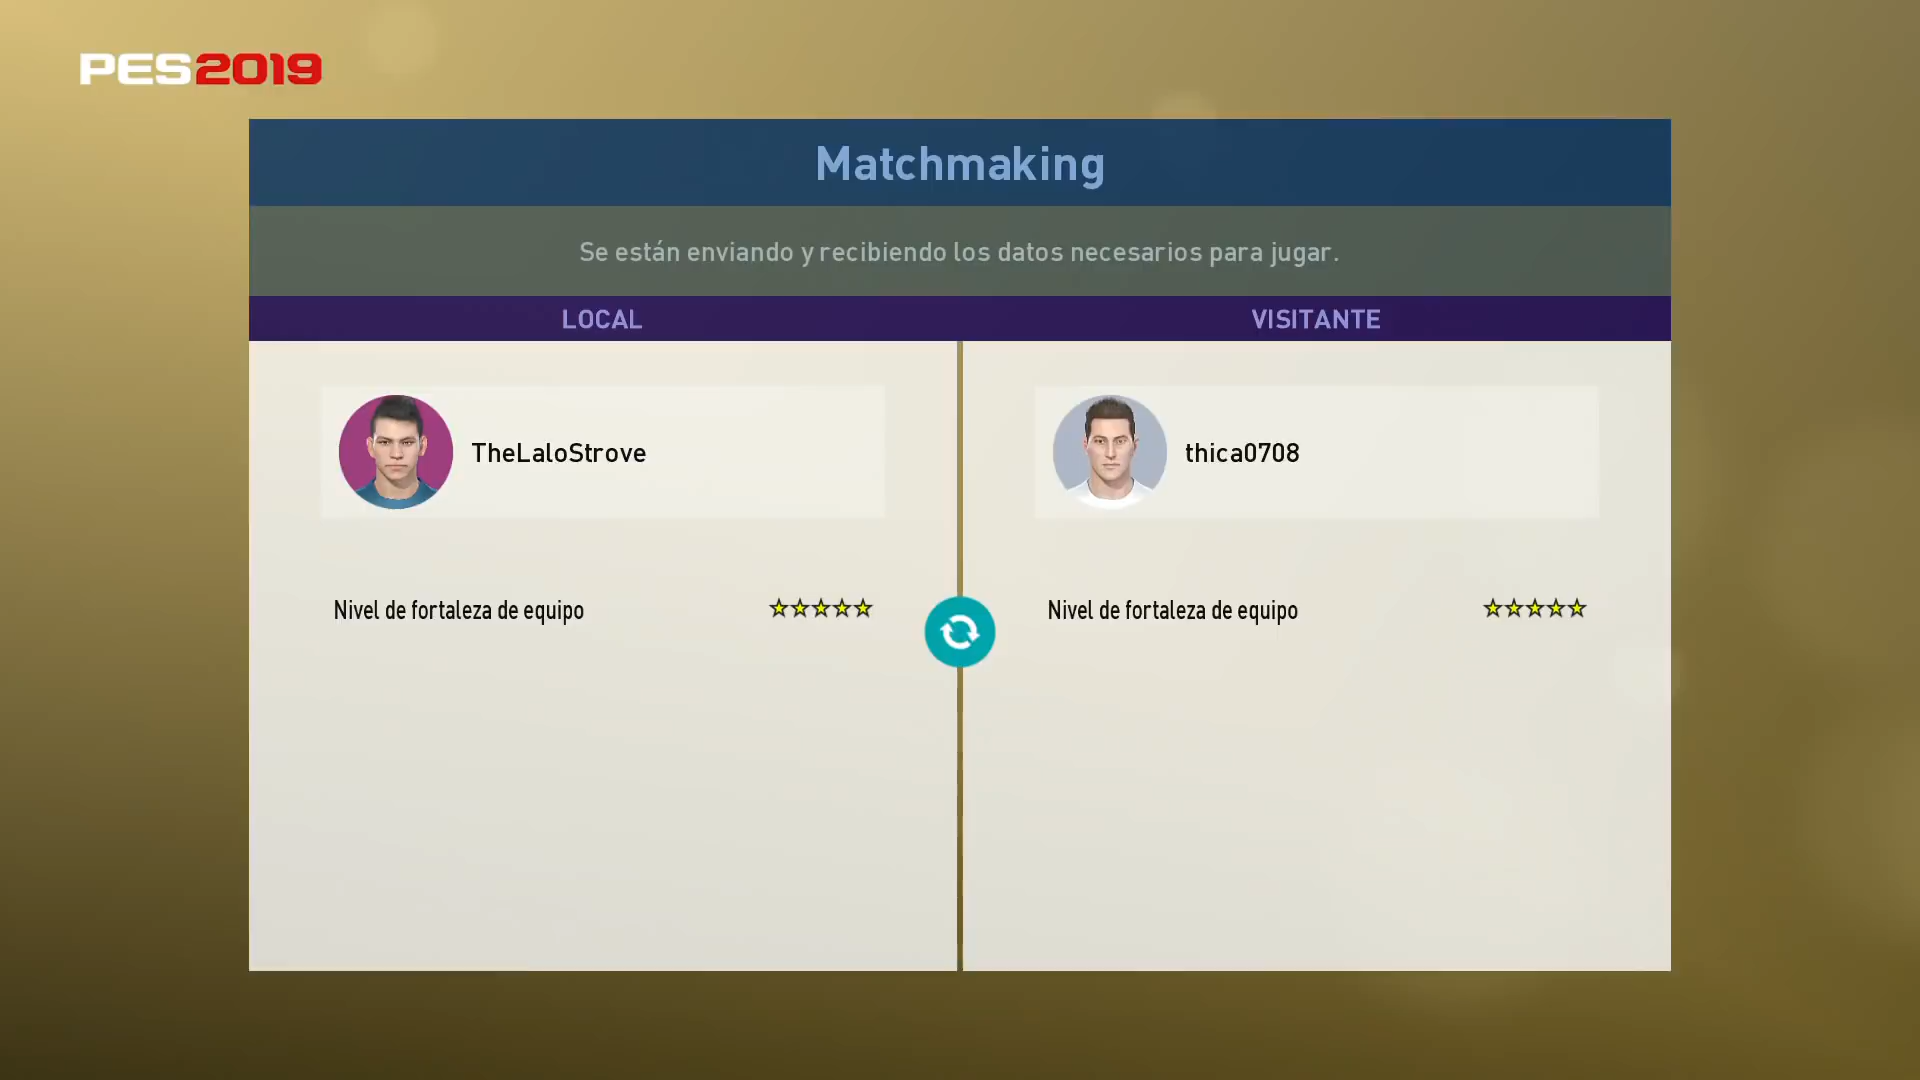 PES2019
Matchmaking
Se están enviando y recibiendo los datos necesarios para jugar.
LOCAL
VISITANTE
TheLaloStrove
thica0708
Nivel de fortaleza de equipo
Nivel de fortaleza de equipo